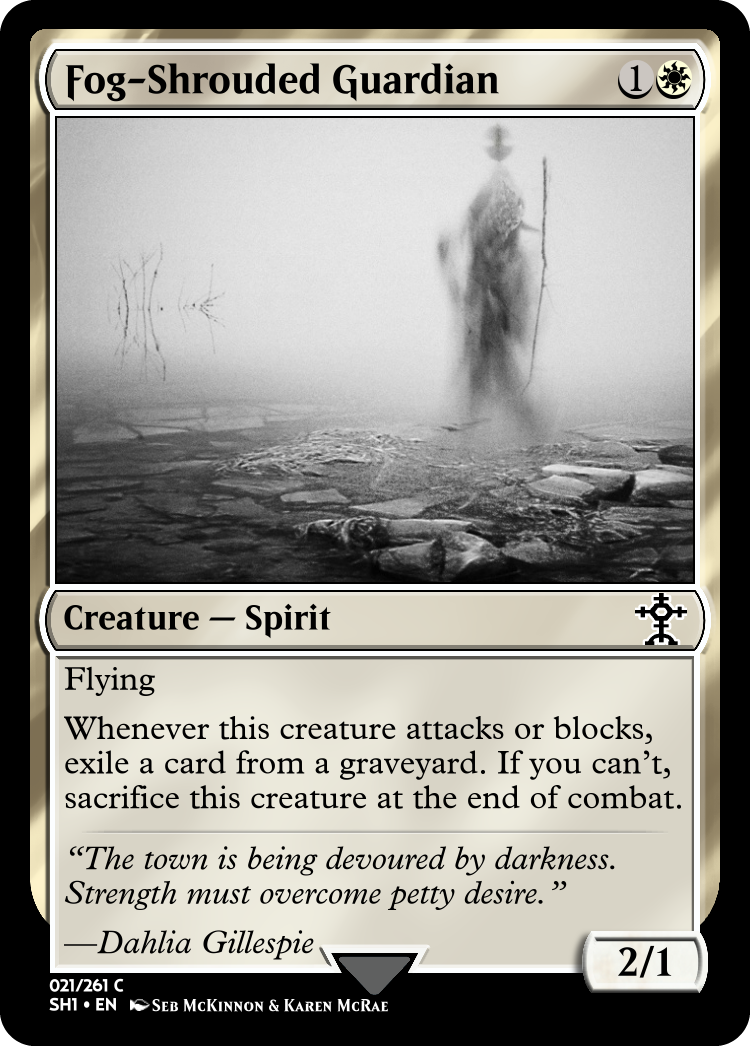 Fog-Shrouded Guardian 1
Creature — Spirit
Flying
Whenever this creature attacks or blocks,
exile a card from a graveyard. If you can’t,
sacrifice this creature at the end of combat.
“The town is being devoured by darkness.
Strength must overcome petty desire.”
—Dahlia Gillespie
2/1
021/261 C
SH1 • EN Seb McKinnon & Karen McRae